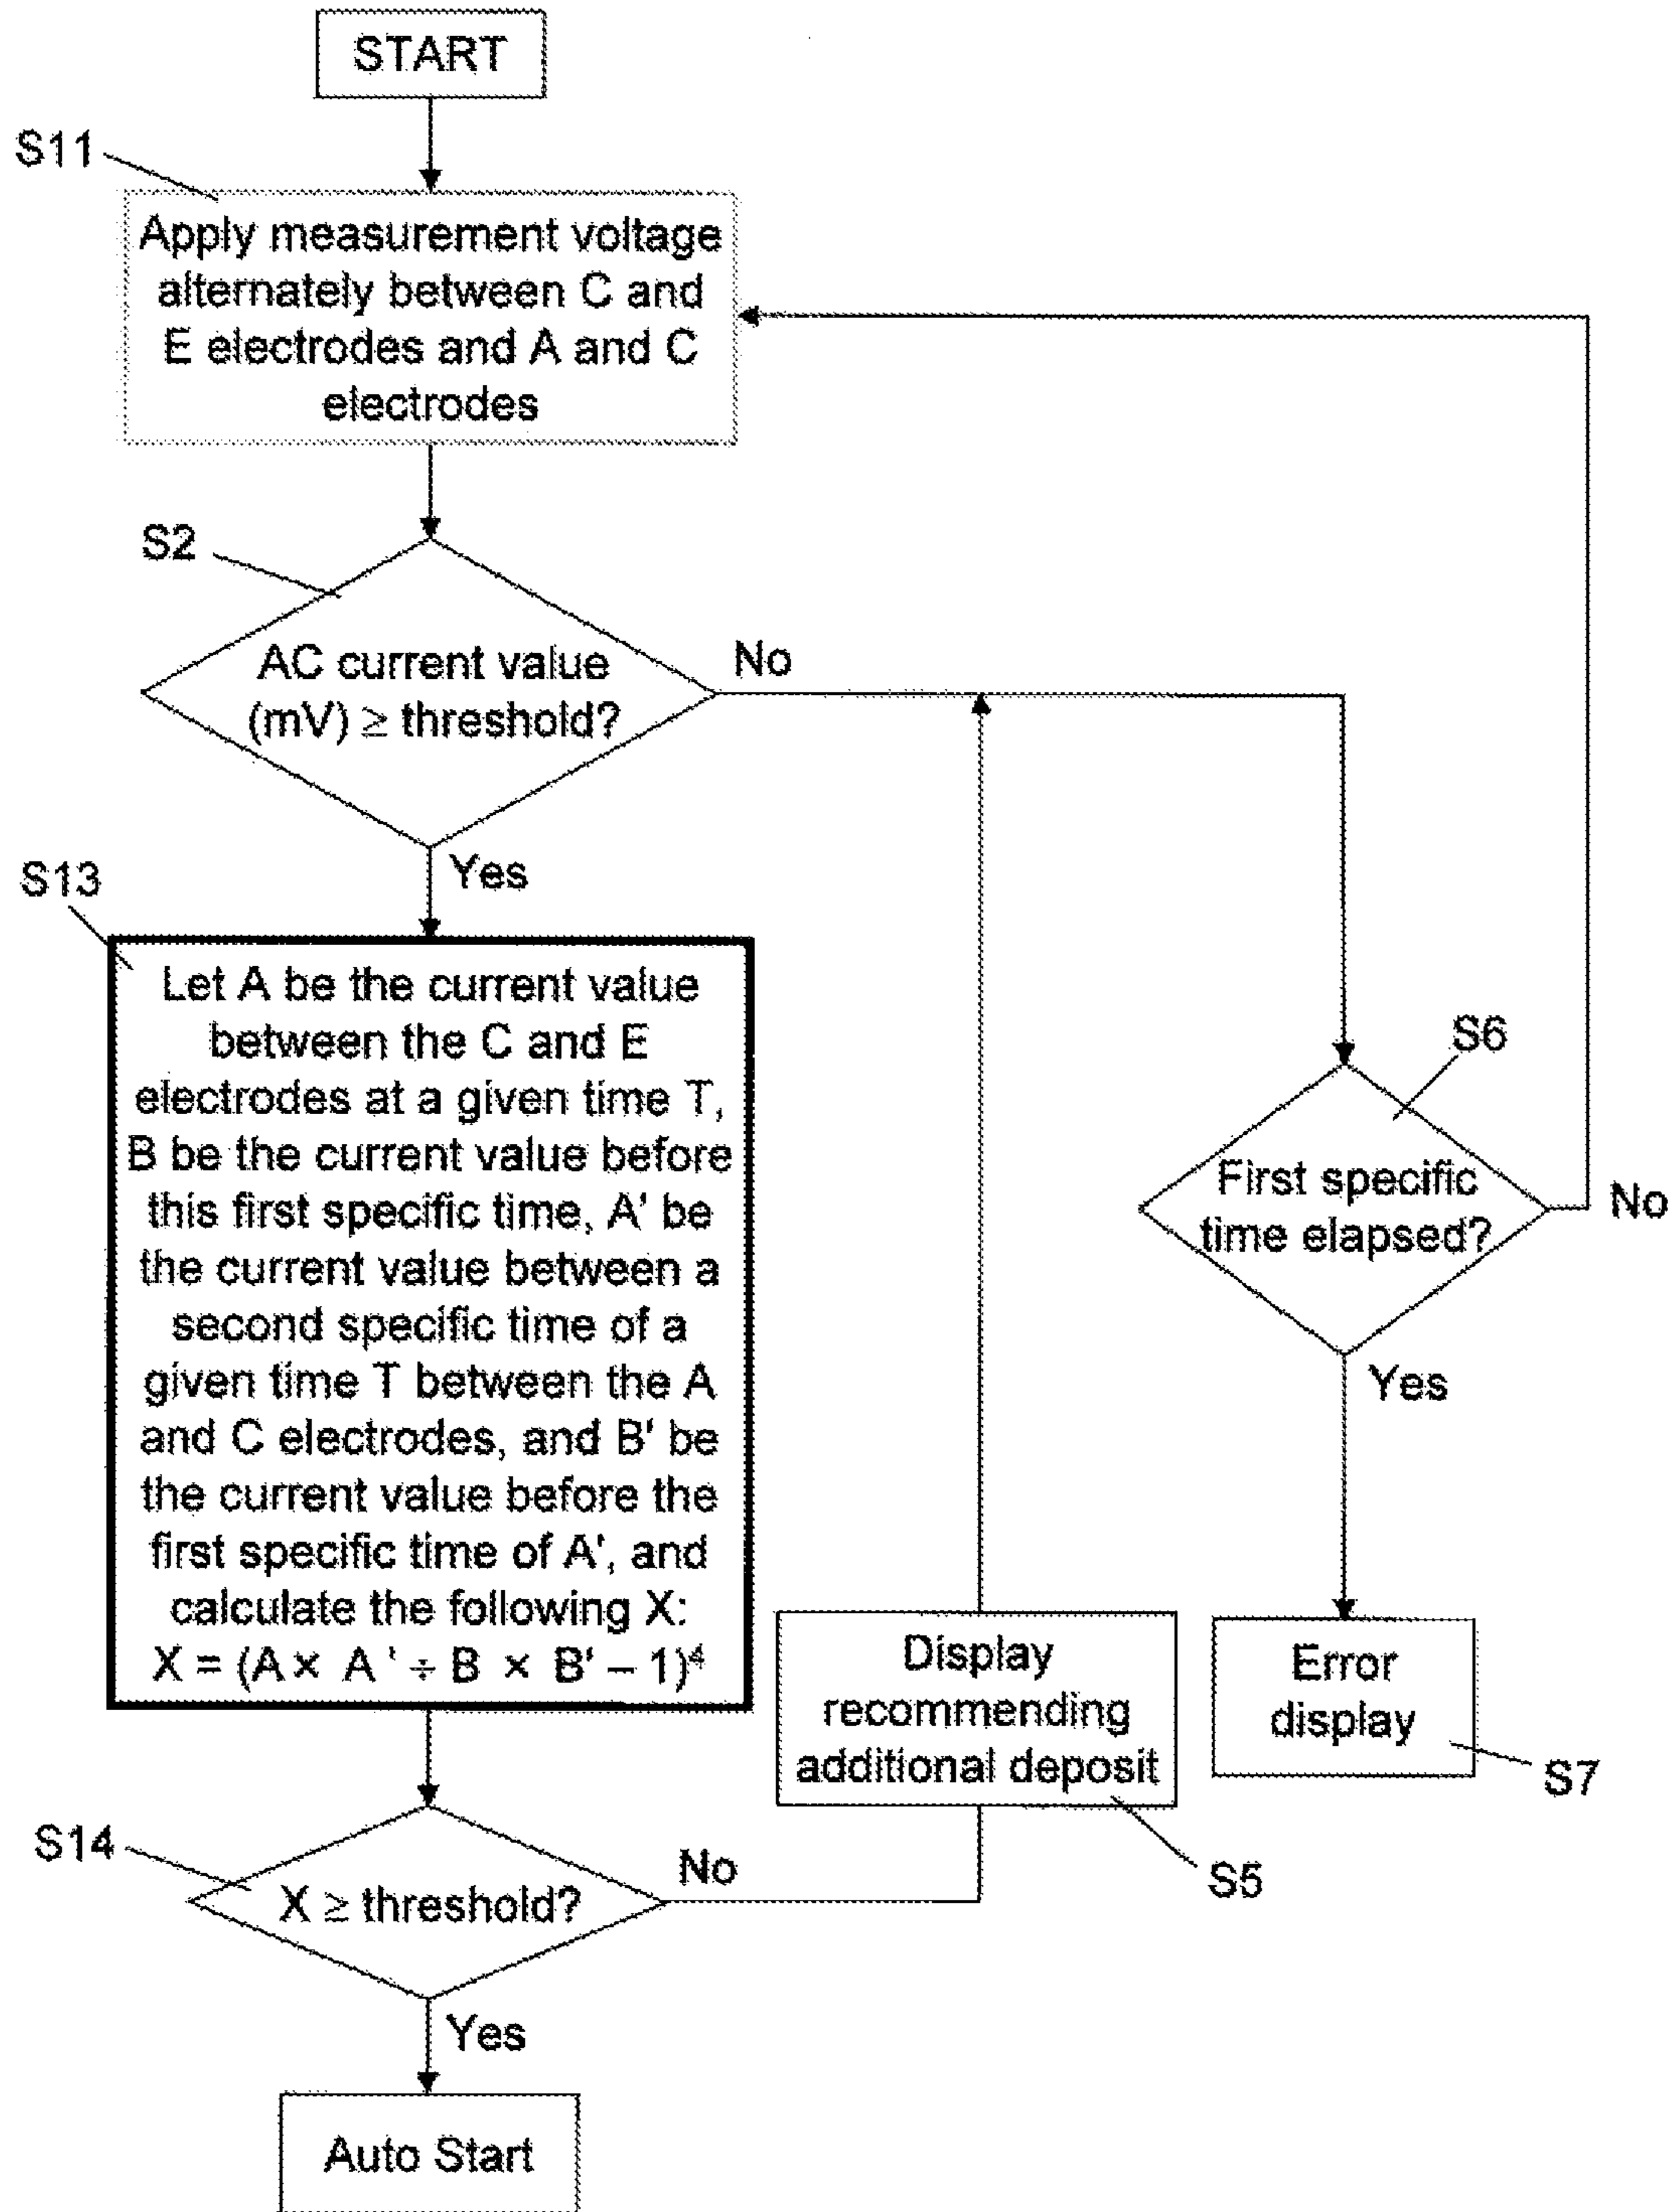 START
S11
Apply measurement voltage
alternately between C and
E electrodes and A and C
electrodes
S2
AC current value
(mV) ≥ threshold?
No
Yes
S13
Let A be the current value
between the C and E
electrodes at a given time T,
B be the current value before
this first specific time, A' be
the current value between a
second specific time of a
given time T between the A
and C electrodes, and B' be
the current value before the
first specific time of A', and
calculate the following X:
X = (A × A ' ÷ B × B' – 1)⁴
S6
First specific
time elapsed?
No
Yes
Display
recommending
additional deposit
S5
Error
display
S7
S14
X ≥ threshold?
No
Yes
Auto Start